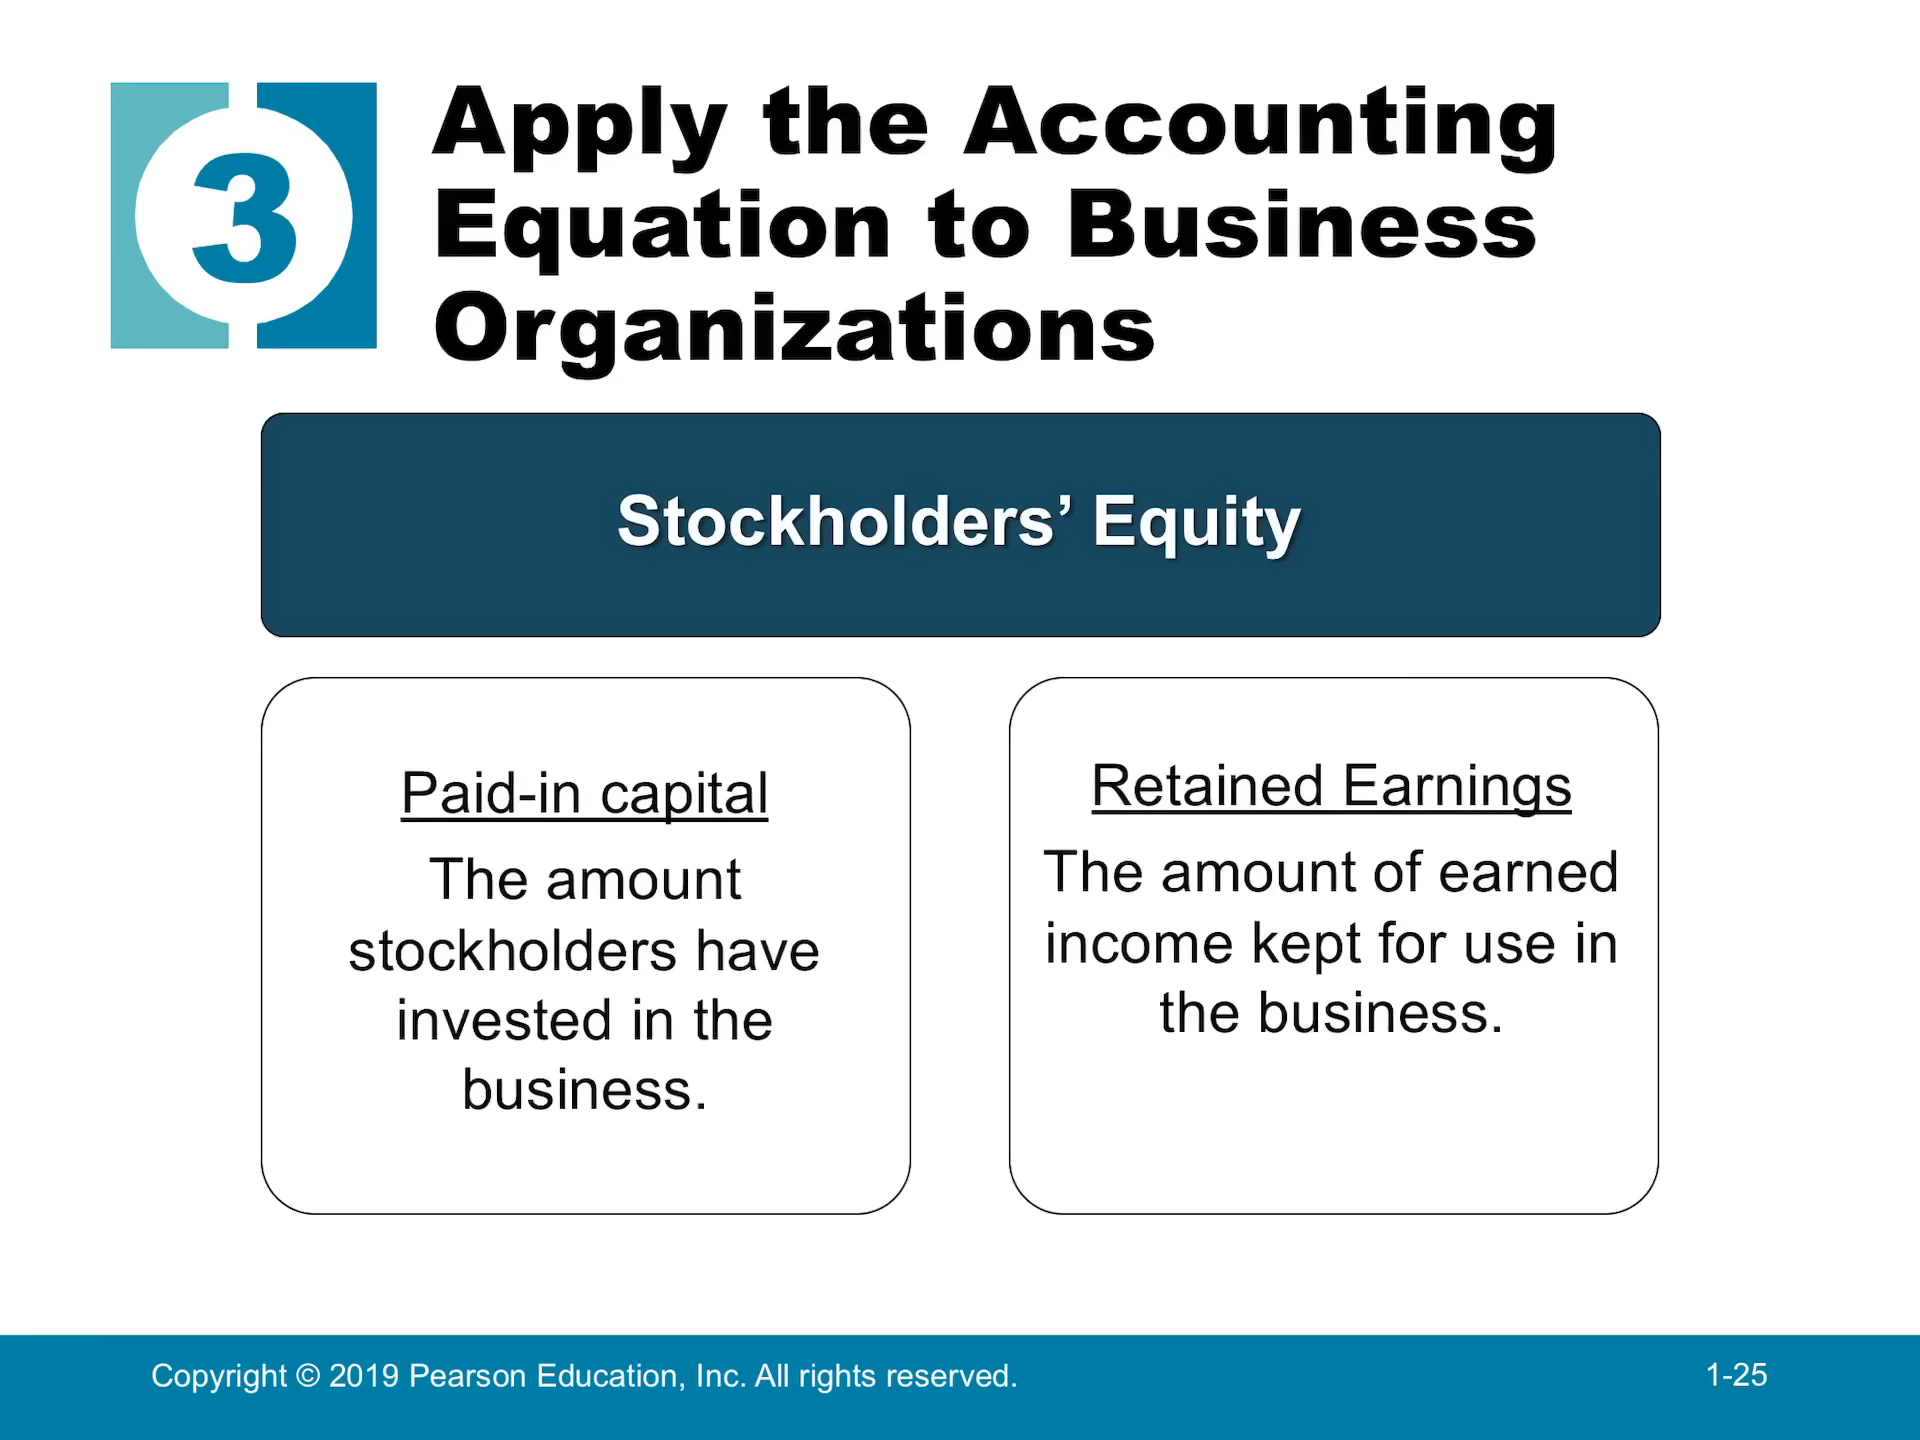 3
Apply the Accounting
Equation to Business
Organizations
Stockholders’ Equity
Paid-in capital
The amount
stockholders have
invested in the
business.
Retained Earnings
The amount of earned
income kept for use in
the business.
Copyright © 2019 Pearson Education, Inc. All rights reserved.
1-25